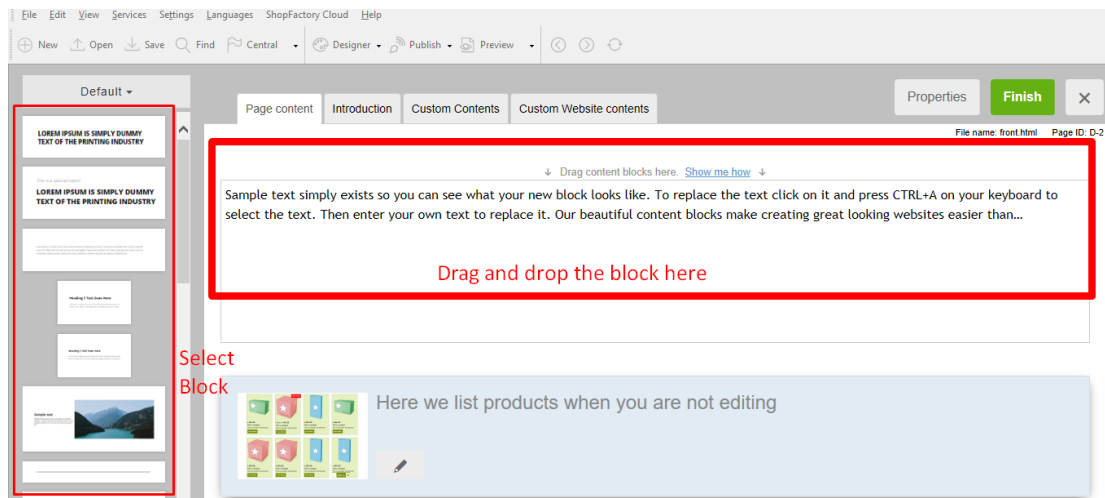 File Edit View Services Settings Languages ShopFactory Cloud Help
New Open Save Find Central Designer Publish Preview
Default
Page content Introduction Custom Contents Custom Website contents
Properties Finish
File name: front.html Page ID: D-2
LOREM IPSUM IS SIMPLY DUMMY
TEXT OF THE PRINTING INDUSTRY
LOREM IPSUM IS SIMPLY DUMMY
TEXT OF THE PRINTING INDUSTRY
Heading 1 Text Goes Here
Sample text
↓ Drag content blocks here. Show me how ↓
Sample text simply exists so you can see what your new block looks like. To replace the text click on it and press CTRL+A on your keyboard to
select the text. Then enter your own text to replace it. Our beautiful content blocks make creating great looking websites easier than…
Drag and drop the block here
Select
Block
Here we list products when you are not editing